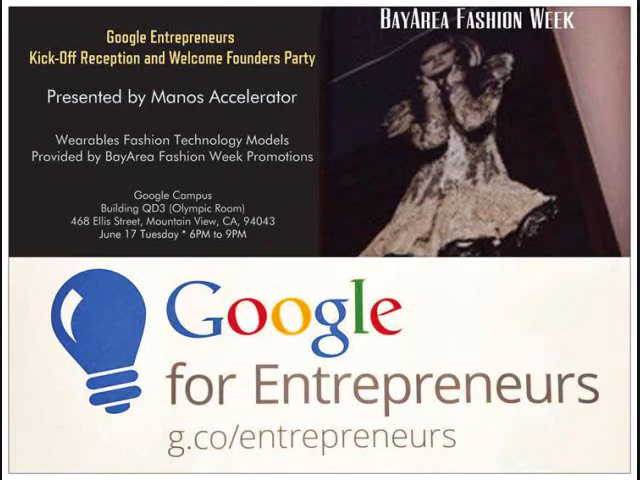 Google Entrepreneurs
Kick-Off Reception and Welcome Founders Party
Presented by Manos Accelerator
Wearables Fashion Technology Models
Provided by BayArea Fashion Week Promotions
Google Campus
Building QD3 (Olympic Room)
468 Ellis Street, Mountain View, CA, 94043
June 17 Tuesday * 6PM to 9PM
BayArea Fashion Week
Google
for Entrepreneurs
g.co/entrepreneurs